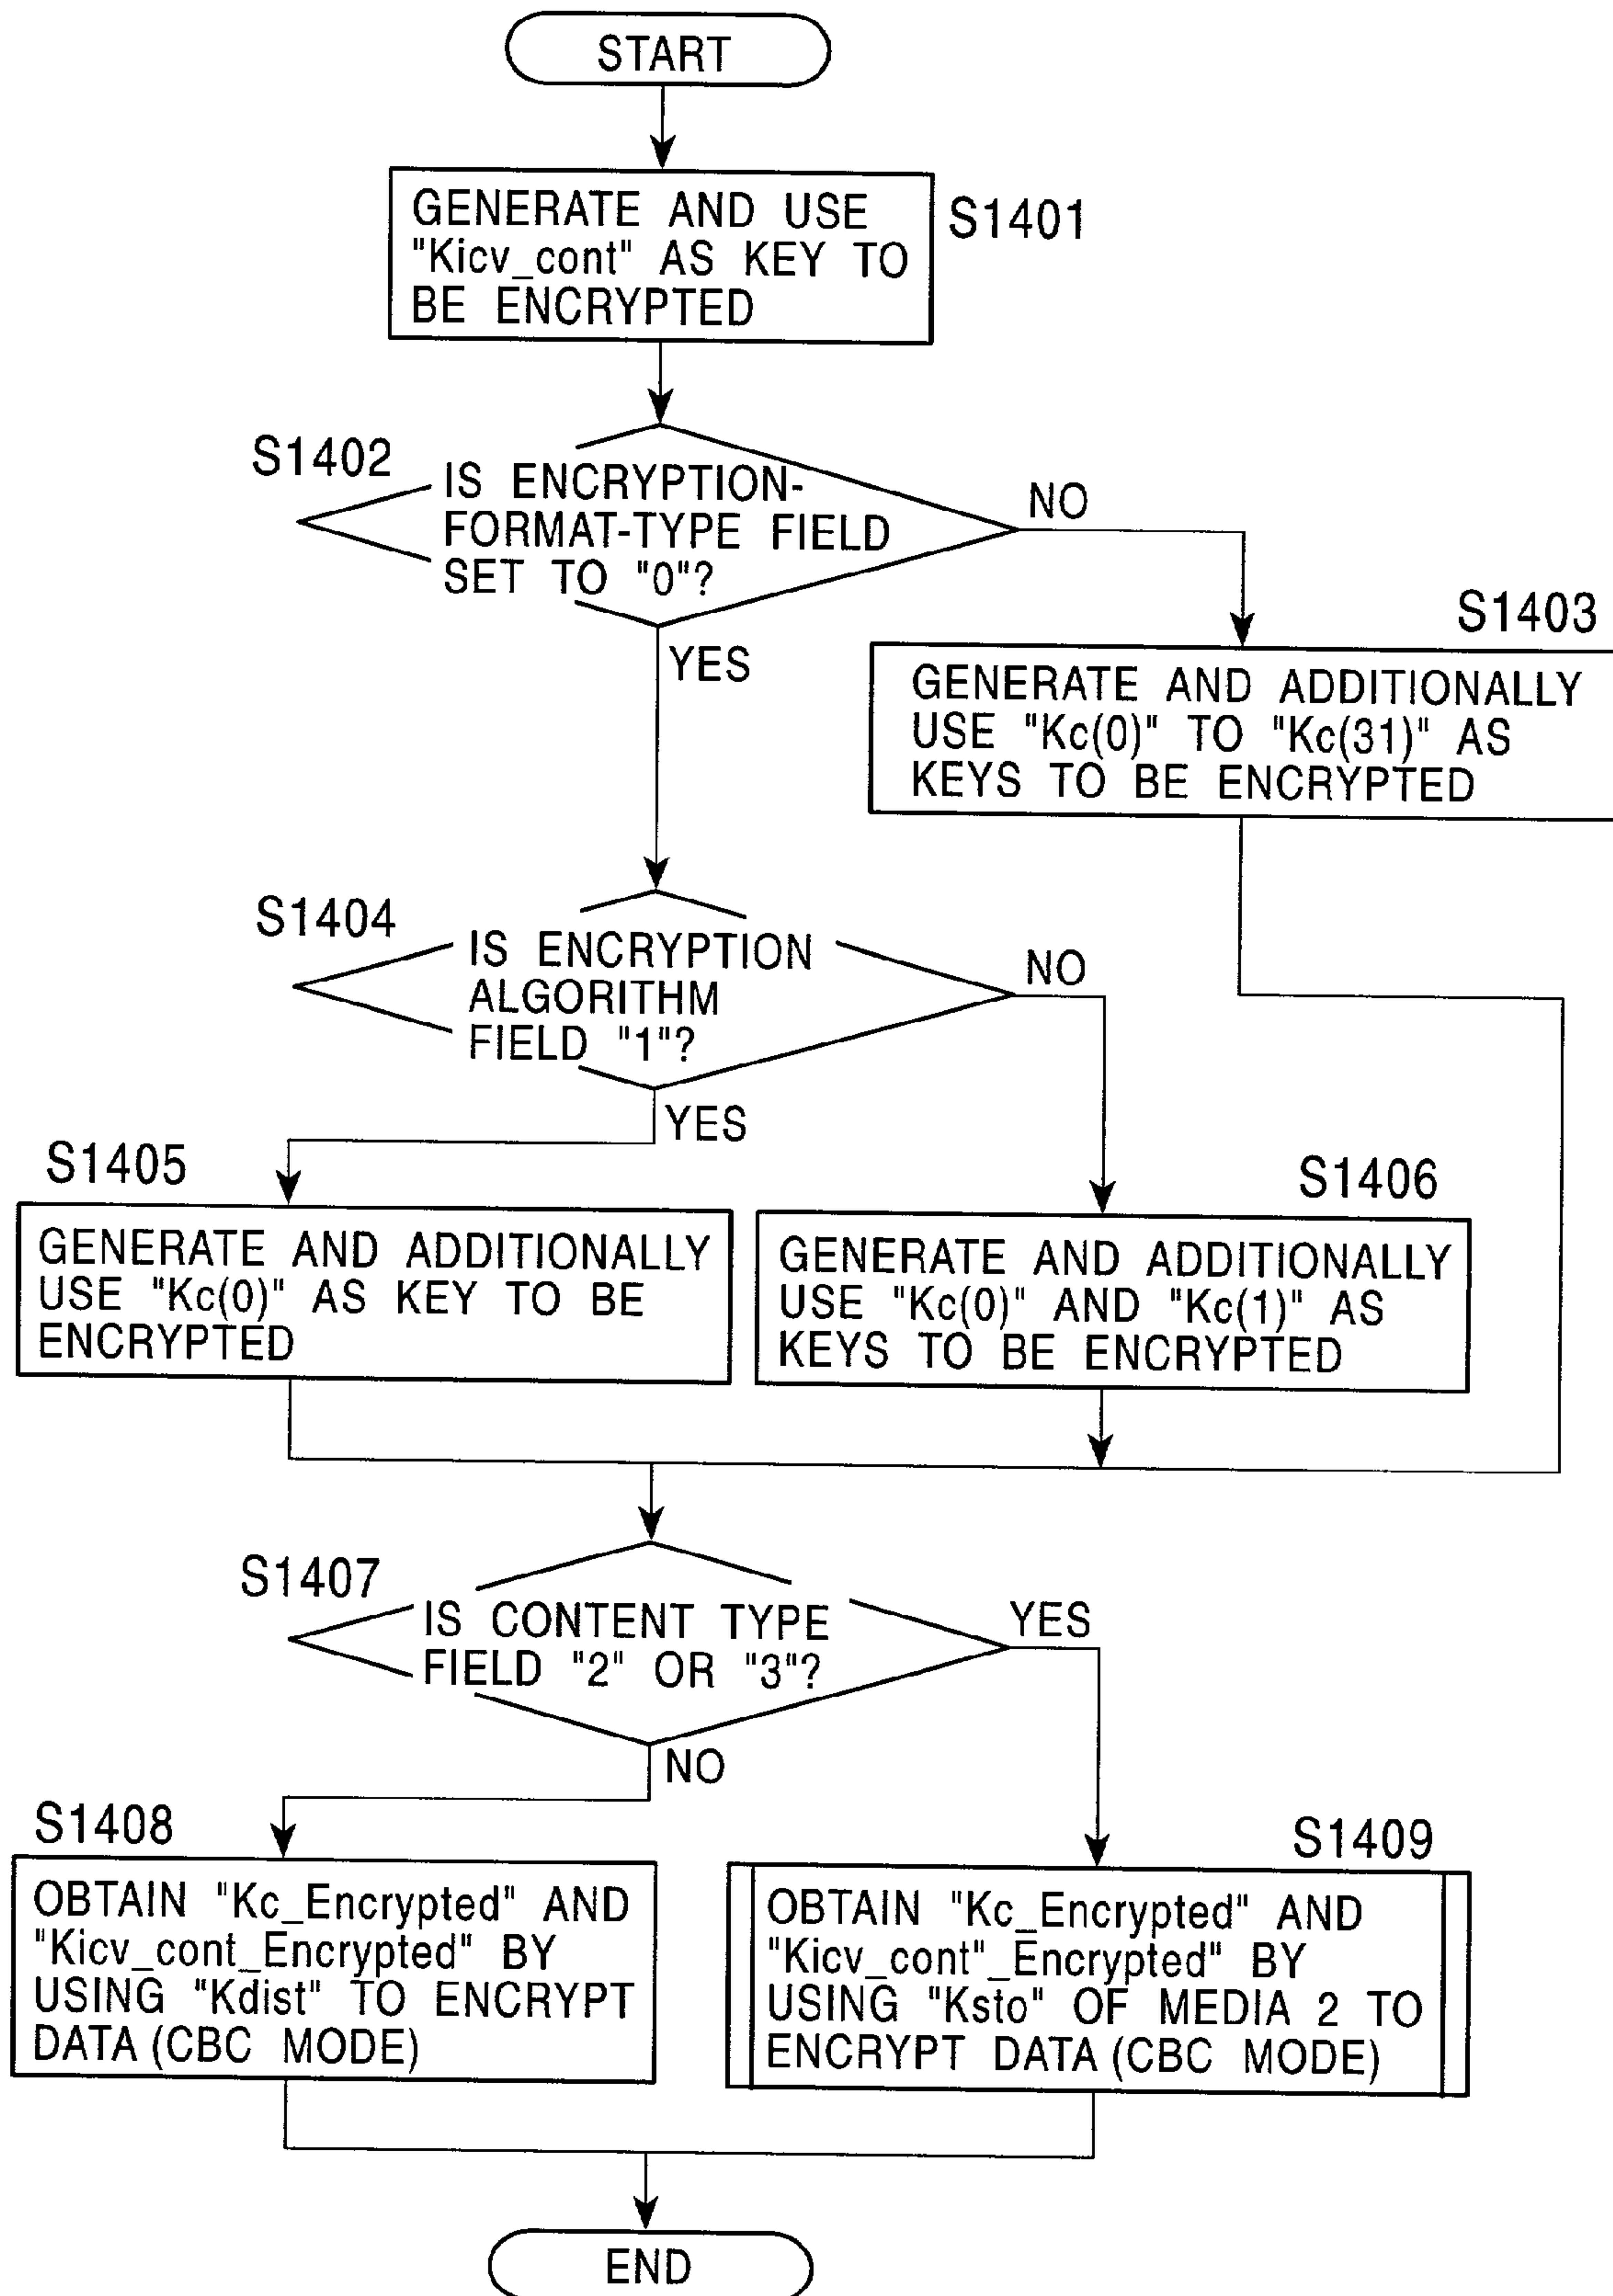 START
GENERATE AND USE
"Kicv_cont" AS KEY TO
BE ENCRYPTED
S1401
S1402
IS ENCRYPTION-
FORMAT-TYPE FIELD
SET TO "0"?
NO
YES
S1403
GENERATE AND ADDITIONALLY
USE "Kc(0)" TO "Kc(31)" AS
KEYS TO BE ENCRYPTED
S1404
IS ENCRYPTION
ALGORITHM
FIELD "1"?
NO
YES
S1405
GENERATE AND ADDITIONALLY
USE "Kc(0)" AS KEY TO BE
ENCRYPTED
S1406
GENERATE AND ADDITIONALLY
USE "Kc(0)" AND "Kc(1)" AS
KEYS TO BE ENCRYPTED
S1407
IS CONTENT TYPE
FIELD "2" OR "3"?
YES
NO
S1408
OBTAIN "Kc_Encrypted" AND
"Kicv_cont_Encrypted" BY
USING "Kdist" TO ENCRYPT
DATA (CBC MODE)
S1409
OBTAIN "Kc_Encrypted" AND
"Kicv_cont"_Encrypted" BY
USING "Ksto" OF MEDIA 2 TO
ENCRYPT DATA (CBC MODE)
END